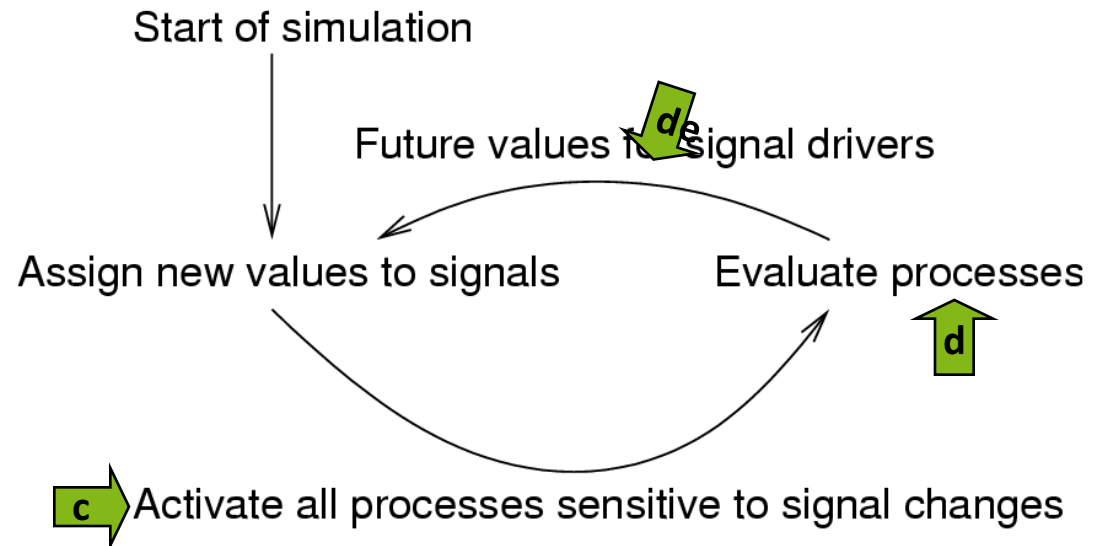 Start of simulation
de
Future values signal drivers
Assign new values to signals
Evaluate processes
d
c
Activate all processes sensitive to signal changes